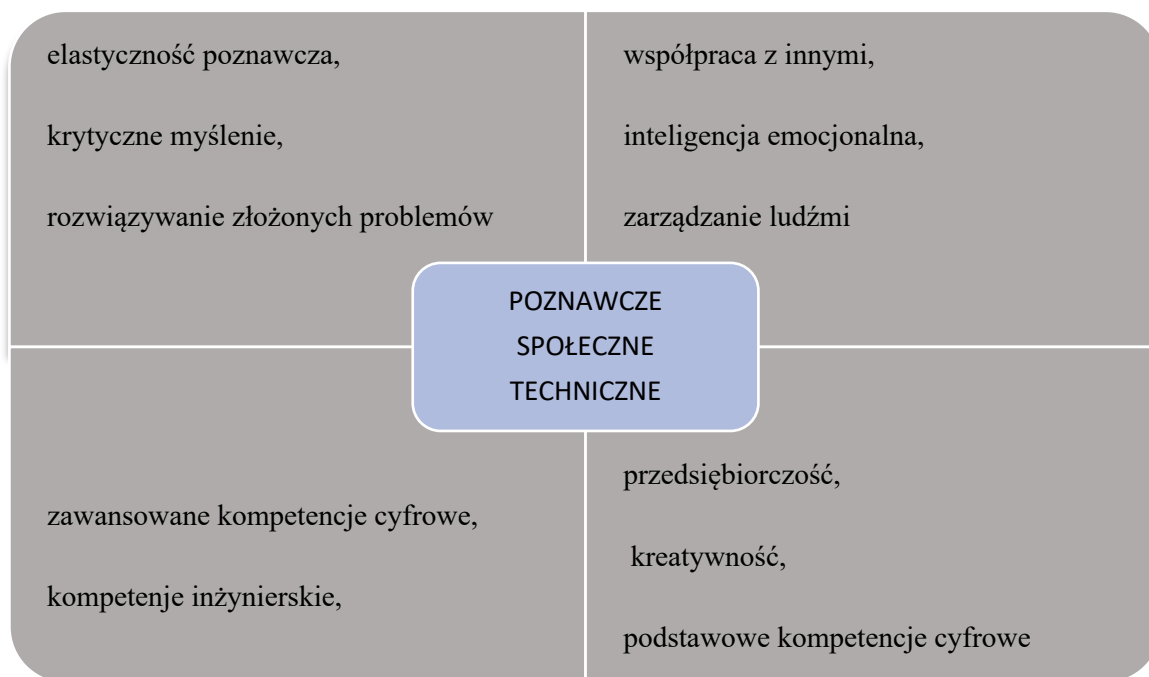 elastyczność poznawcza,
krytyczne myślenie,
rozwiązywanie złożonych problemów
współpraca z innymi,
inteligencja emocjonalna,
zarządzanie ludźmi
POZNAWCZE
SPOŁECZNE
TECHNICZNE
zawansowane kompetencje cyfrowe,
kompetenje inżynierskie,
przedsiębiorczość,
kreatywność,
podstawowe kompetencje cyfrowe